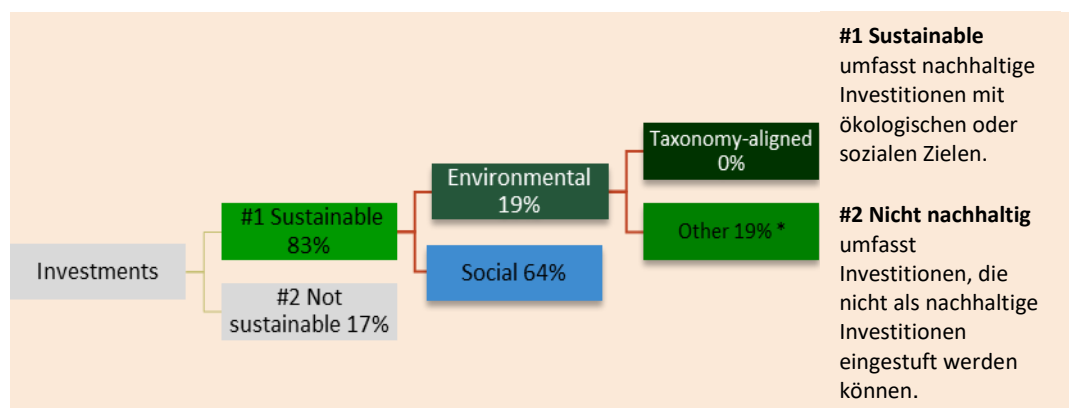 Investments
#1 Sustainable
83%
#2 Not
sustainable 17%
Environmental
19%
Social 64%
Taxonomy-aligned
0%
Other 19% *
#1 Sustainable
umfasst nachhaltige
Investitionen mit
ökologischen oder
sozialen Zielen.
#2 Nicht nachhaltig
umfasst
Investitionen, die
nicht als nachhaltige
Investitionen
eingestuft werden
können.